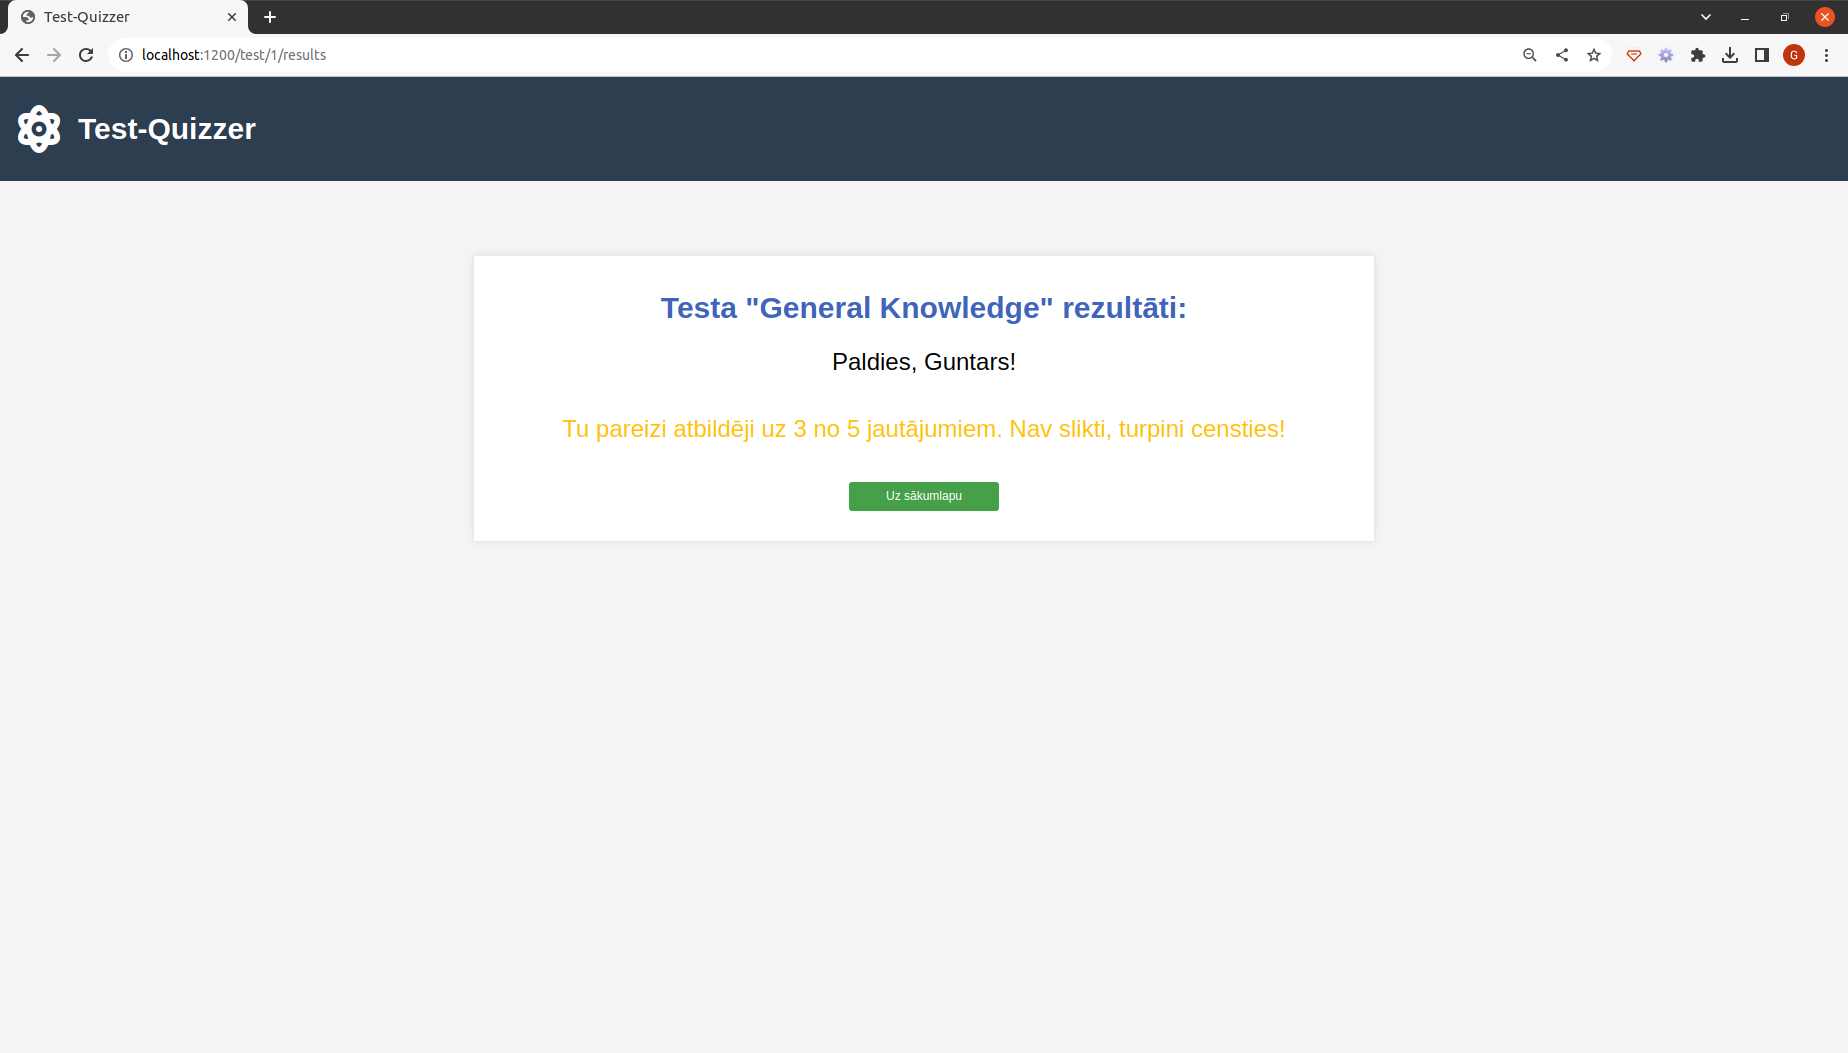 Test-Quizzer
localhost:1200/test/1/results
G
Test-Quizzer
Testa "General Knowledge" rezultāti:
Paldies, Guntars!
Tu pareizi atbildēji uz 3 no 5 jautājumiem. Nav slikti, turpini censties!
Uz sākumlapu